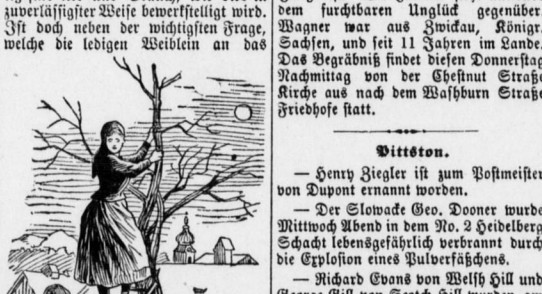 zuverlässigster Weise bewerkstelligt wird.
Ist doch neben der wichtigsten Frage,
welche die ledigen Weiblein an das
dem furchtbaren Unglück gegenüber.
Wagner war aus Zwickau, Königr.
Sachsen, und seit 11 Jahren im Lande.
Das Begräbniß findet diesen Donnerstag
Nachmittag von der Chestnut Straße
Kirche aus nach dem Washburn Straße
Friedhofe statt.
Pittston.
— Henry Ziegler ist zum Postmeister
von Dupont ernannt worden.
— Der Slowacke Geo. Dooner wurde
Mittwoch Abend in dem No. 2 Heidelberg
Schacht lebensgefährlich verbrannt durch
die Explosion eines Pulverfäßchens.
— Richard Evans von Welsh Hill und